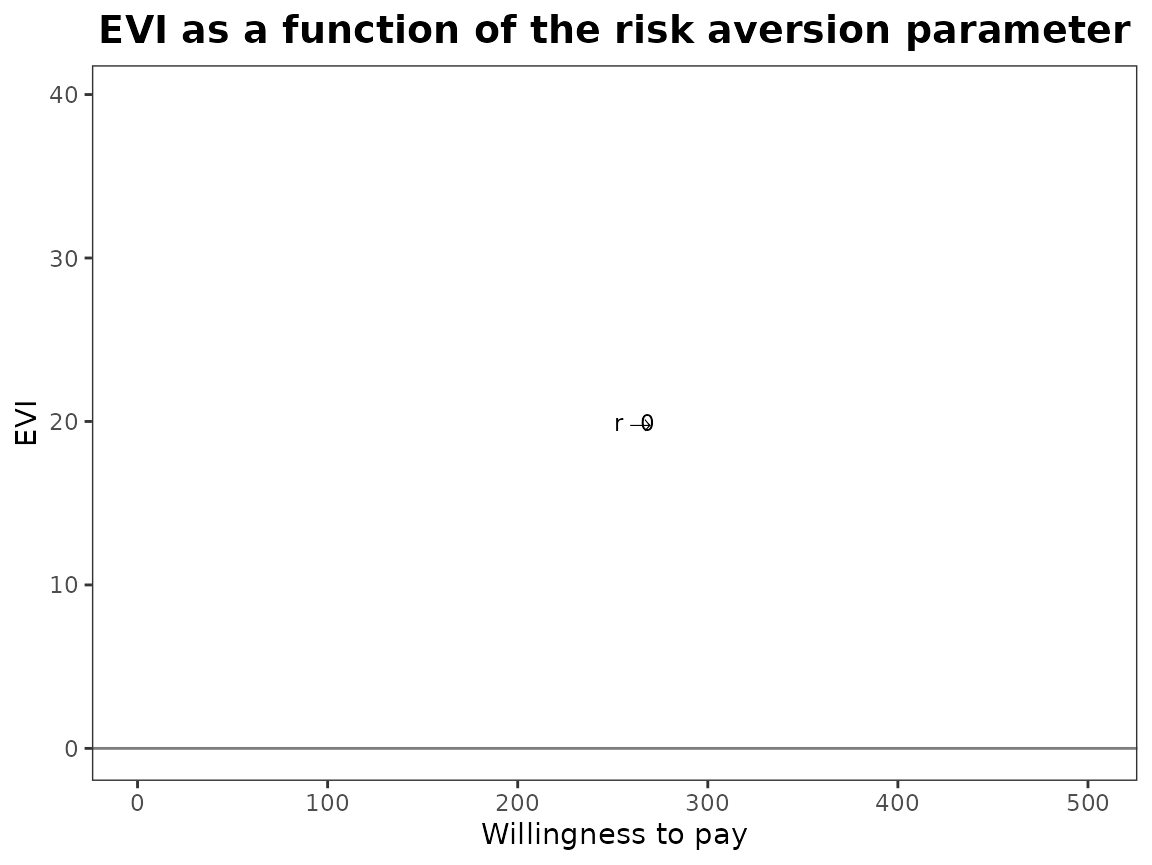 EVI as a function of the risk aversion parameter
40
30
20
10
0
EVI
r → 0
0 100 200 300 400 500
Willingness to pay